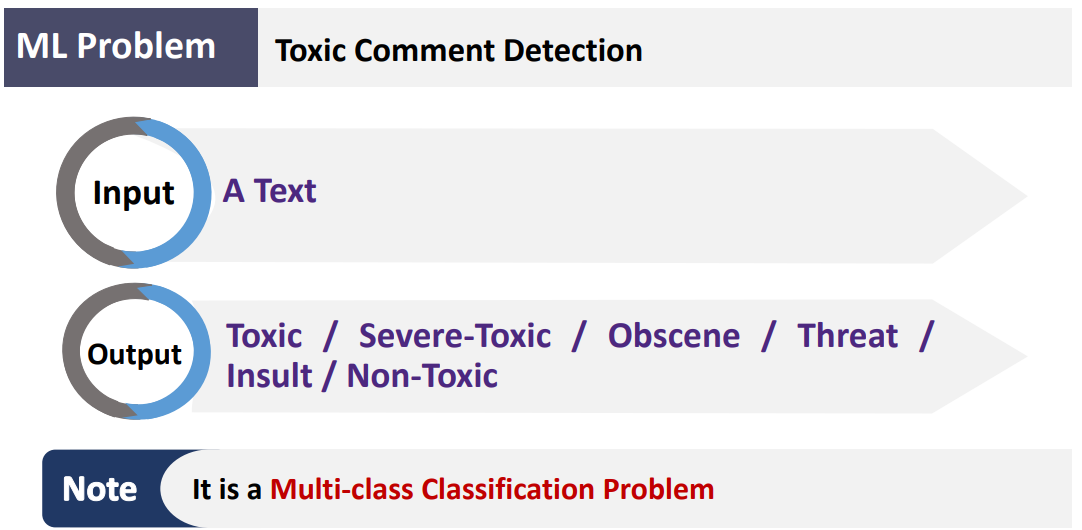 ML Problem
Toxic Comment Detection
Input
A Text
Output
Toxic / Severe-Toxic / Obscene / Threat /
Insult / Non-Toxic
Note
It is a Multi-class Classification Problem